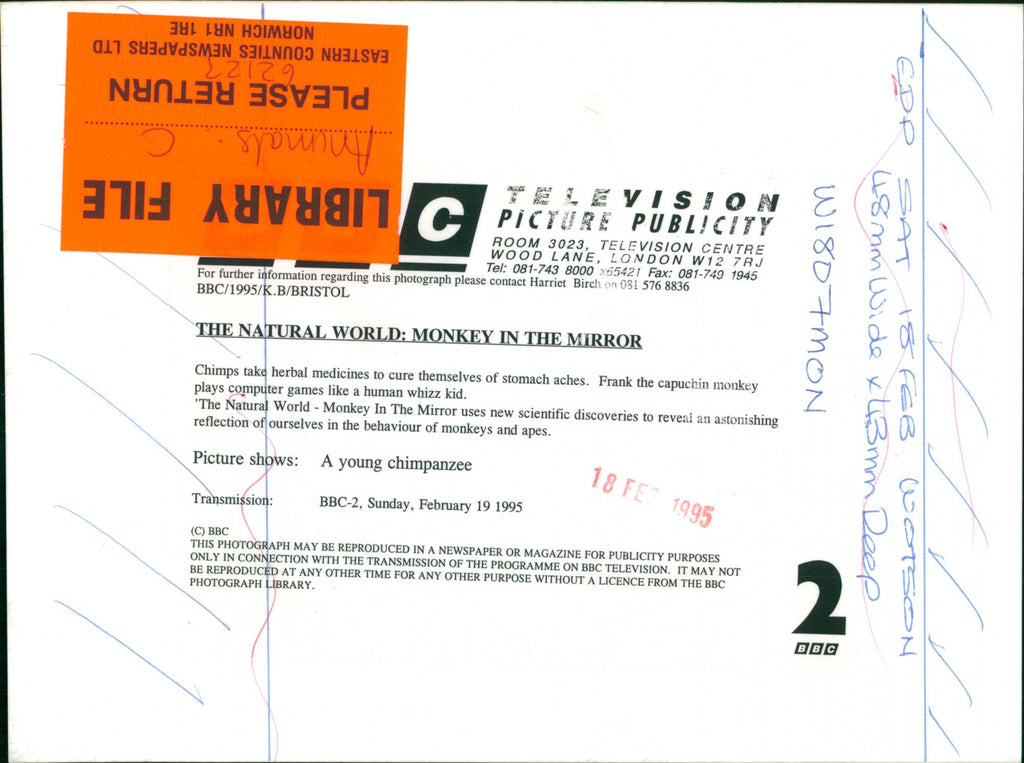 LIBRARY FILE
Animals. C
PLEASE RETURN
62123
EASTERN COUNTIES NEWSPAPERS LTD
NORWICH NR1 1RE
C
TELEVISION
PICTURE PUBLICITY
ROOM 3023, TELEVISION CENTRE
WOOD LANE, LONDON W12 7RJ
Tel: 081-743 8000 x65421 Fax: 081-749 1945
For further information regarding this photograph please contact Harriet Birch on 081 576 8836
BBC/1995/K.B/BRISTOL
THE NATURAL WORLD: MONKEY IN THE MIRROR
Chimps take herbal medicines to cure themselves of stomach aches. Frank the capuchin monkey
plays computer games like a human whizz kid.
'The Natural World - Monkey In The Mirror uses new scientific discoveries to reveal an astonishing
reflection of ourselves in the behaviour of monkeys and apes.
Picture shows: A young chimpanzee
Transmission: BBC-2, Sunday, February 19 1995
18 FEB 1995
(C) BBC
THIS PHOTOGRAPH MAY BE REPRODUCED IN A NEWSPAPER OR MAGAZINE FOR PUBLICITY PURPOSES
ONLY IN CONNECTION WITH THE TRANSMISSION OF THE PROGRAMME ON BBC TELEVISION. IT MAY NOT
BE REPRODUCED AT ANY OTHER TIME FOR ANY OTHER PURPOSE WITHOUT A LICENCE FROM THE BBC
PHOTOGRAPH LIBRARY.
2
BBC
EDP SAT 18 FEB WATSON
48mm Wide x 43mm Deep
W1807MON